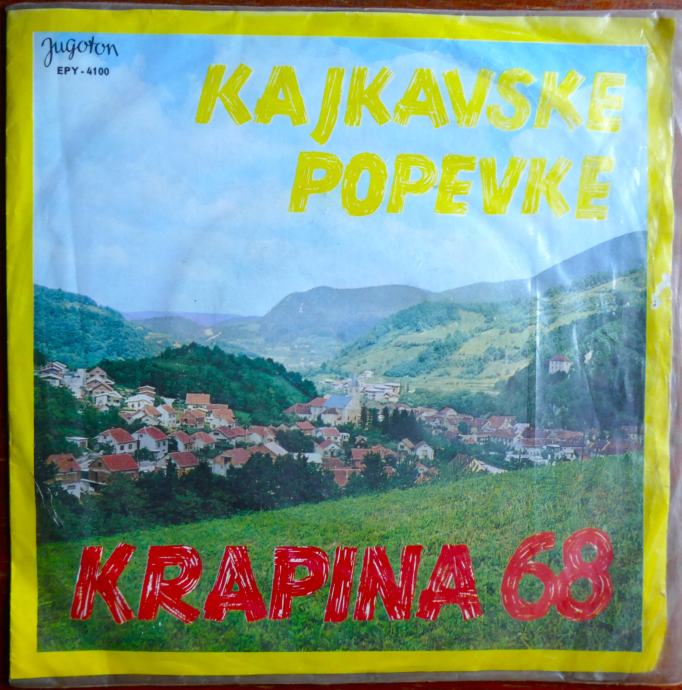 Jugoton
EPY-4100
KAJKAVSKE
POPEVKE
KRAPINA 68